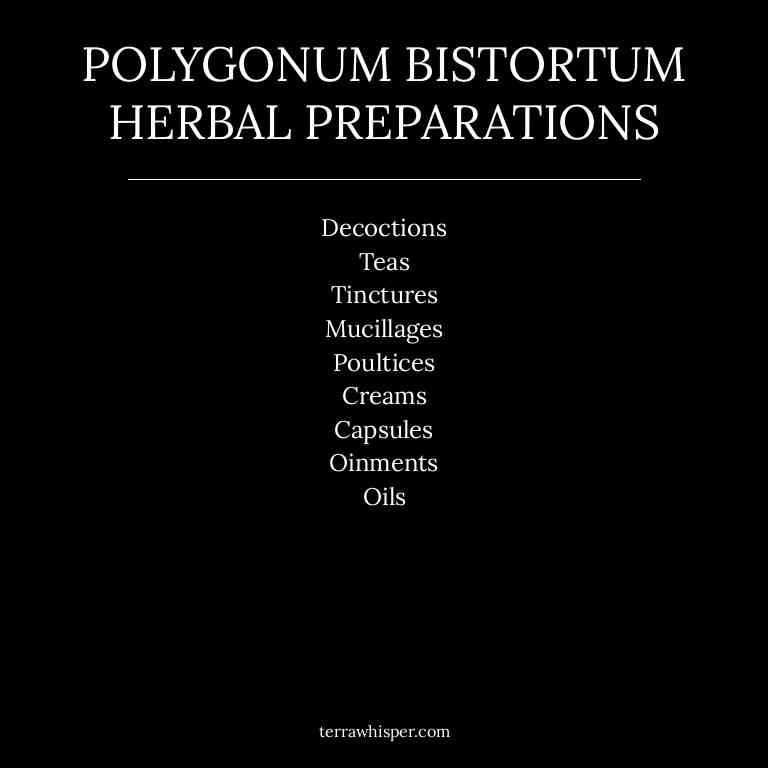 POLYGONUM BISTORTUM
HERBAL PREPARATIONS
Decoctions
Teas
Tinctures
Mucillages
Poultices
Creams
Capsules
Oinments
Oils
terrawhisper.com